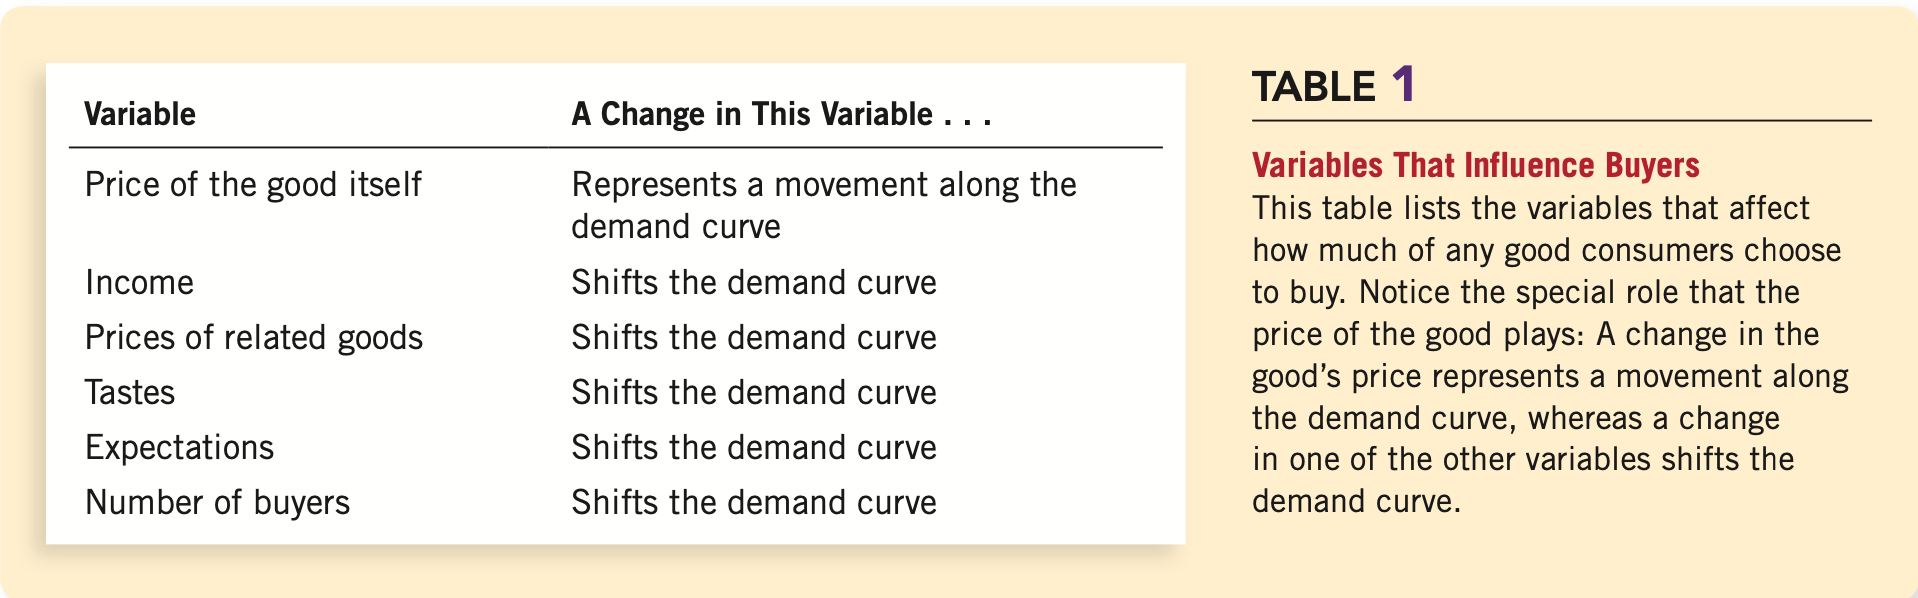 Variable A Change in This Variable . . .
Price of the good itself Represents a movement along the
demand curve
Income Shifts the demand curve
Prices of related goods Shifts the demand curve
Tastes Shifts the demand curve
Expectations Shifts the demand curve
Number of buyers Shifts the demand curve
TABLE 1
Variables That Influence Buyers
This table lists the variables that affect
how much of any good consumers choose
to buy. Notice the special role that the
price of the good plays: A change in the
good’s price represents a movement along
the demand curve, whereas a change
in one of the other variables shifts the
demand curve.